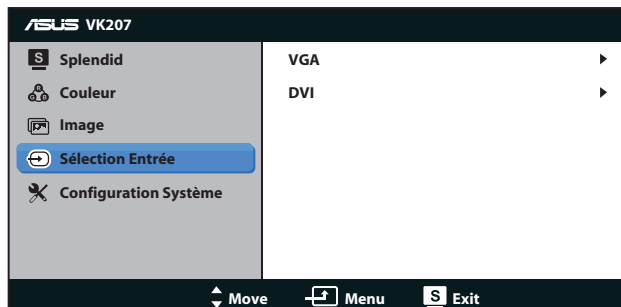 ASUS VK207
S Splendid
R G B Couleur
Image
Sélection Entrée
Configuration Système
VGA
DVI
Move Menu S Exit